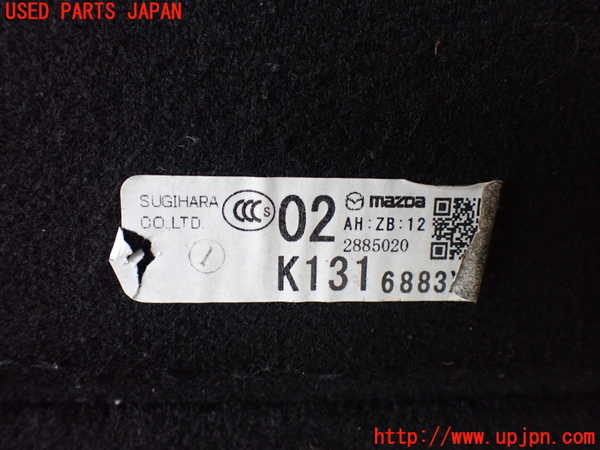 USED PARTS JAPAN
SUGIHARA
CO.,LTD.
CCC S
02
mazda
AH:ZB:12
2885020
1
K131 6883
http://www.upjpn.com/